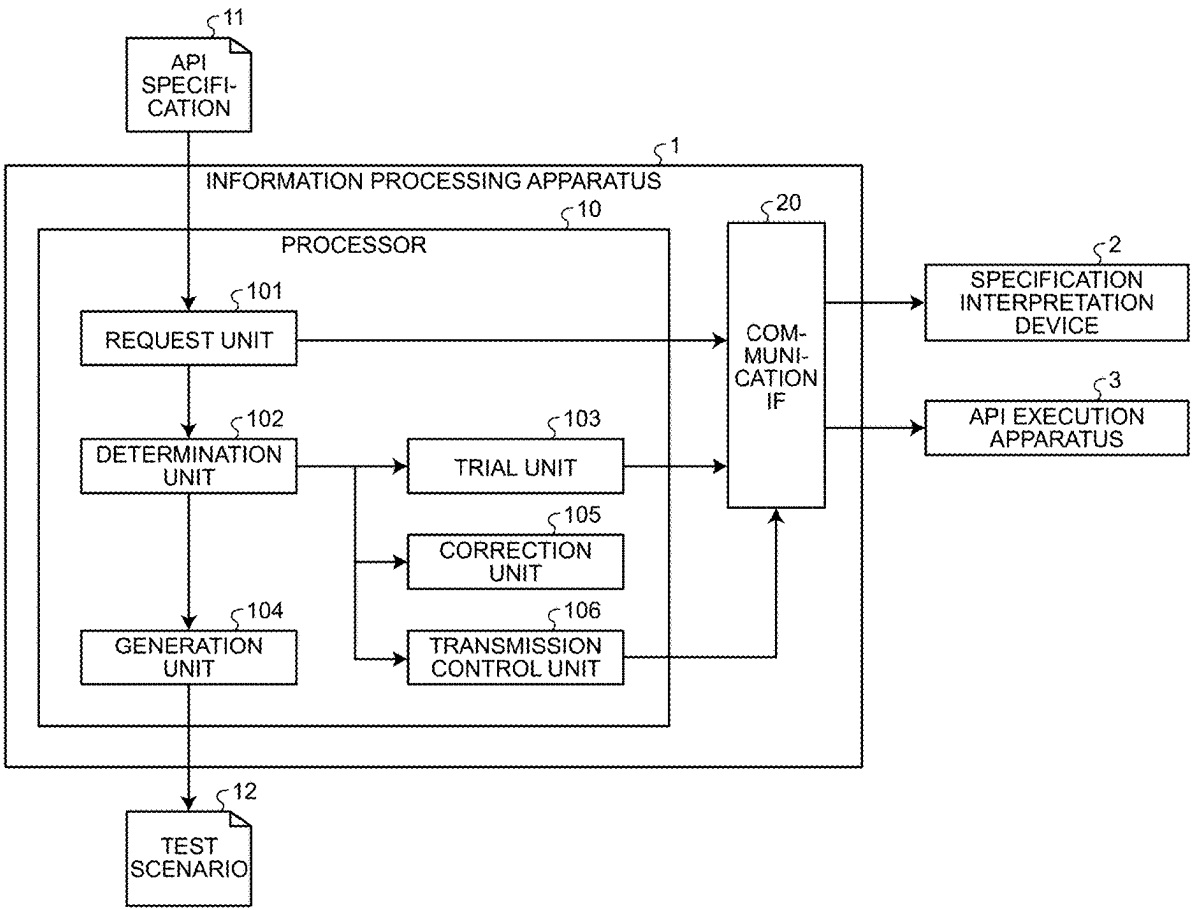 11
API
SPECIFI-
CATION
1
INFORMATION PROCESSING APPARATUS
10
PROCESSOR
20
COM-
MUNI-
CATION
IF
2
SPECIFICATION
INTERPRETATION
DEVICE
3
API EXECUTION
APPARATUS
101
REQUEST UNIT
102
DETERMINATION
UNIT
103
TRIAL UNIT
105
CORRECTION
UNIT
104
GENERATION
UNIT
106
TRANSMISSION
CONTROL UNIT
12
TEST
SCENARIO